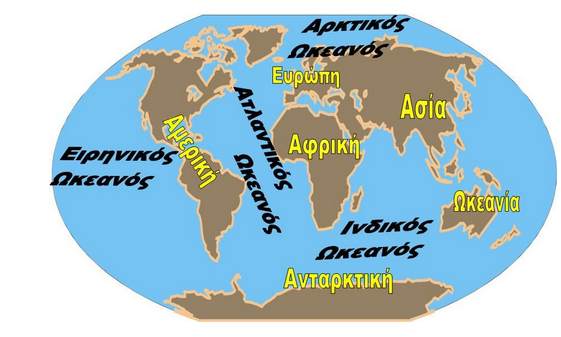 Αρκτικός
Ωκεανός
Ευρώπη
Ασία
Αμερική
Ατλαντικός
Ωκεανός
Αφρική
Ειρηνικός
Ωκεανός
Ωκεανία
Ινδικός
Ωκεανός
Ανταρκτική